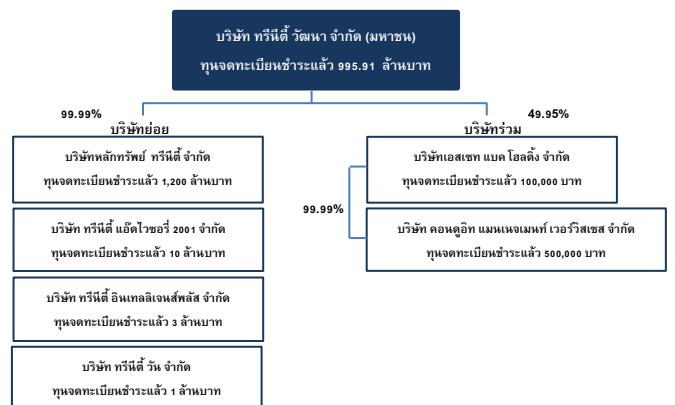 บริษัท ทรีนีตี้ วัฒนา จำกัด (มหาชน)
ทุนจดทะเบียนชำระแล้ว 995.91 ล้านบาท
99.99%
บริษัทย่อย
49.95%
บริษัทร่วม
บริษัทหลักทรัพย์ ทรีนีตี้ จำกัด
ทุนจดทะเบียนชำระแล้ว 1,200 ล้านบาท
บริษัท ทรีนีตี้ แอ๊ดไวซอรี่ 2001 จำกัด
ทุนจดทะเบียนชำระแล้ว 10 ล้านบาท
บริษัท ทรีนีตี้ อินเทลลิเจนส์พลัส จำกัด
ทุนจดทะเบียนชำระแล้ว 3 ล้านบาท
บริษัท ทรีนีตี้ วัน จำกัด
ทุนจดทะเบียนชำระแล้ว 1 ล้านบาท
บริษัทเอสเซท แบค โฮลดิ้ง จำกัด
ทุนจดทะเบียนชำระแล้ว 100,000 บาท
99.99%
บริษัท คอนดูอิท แมนเนจเมนท์ เซอร์วิสเซส จำกัด
ทุนจดทะเบียนชำระแล้ว 500,000 บาท